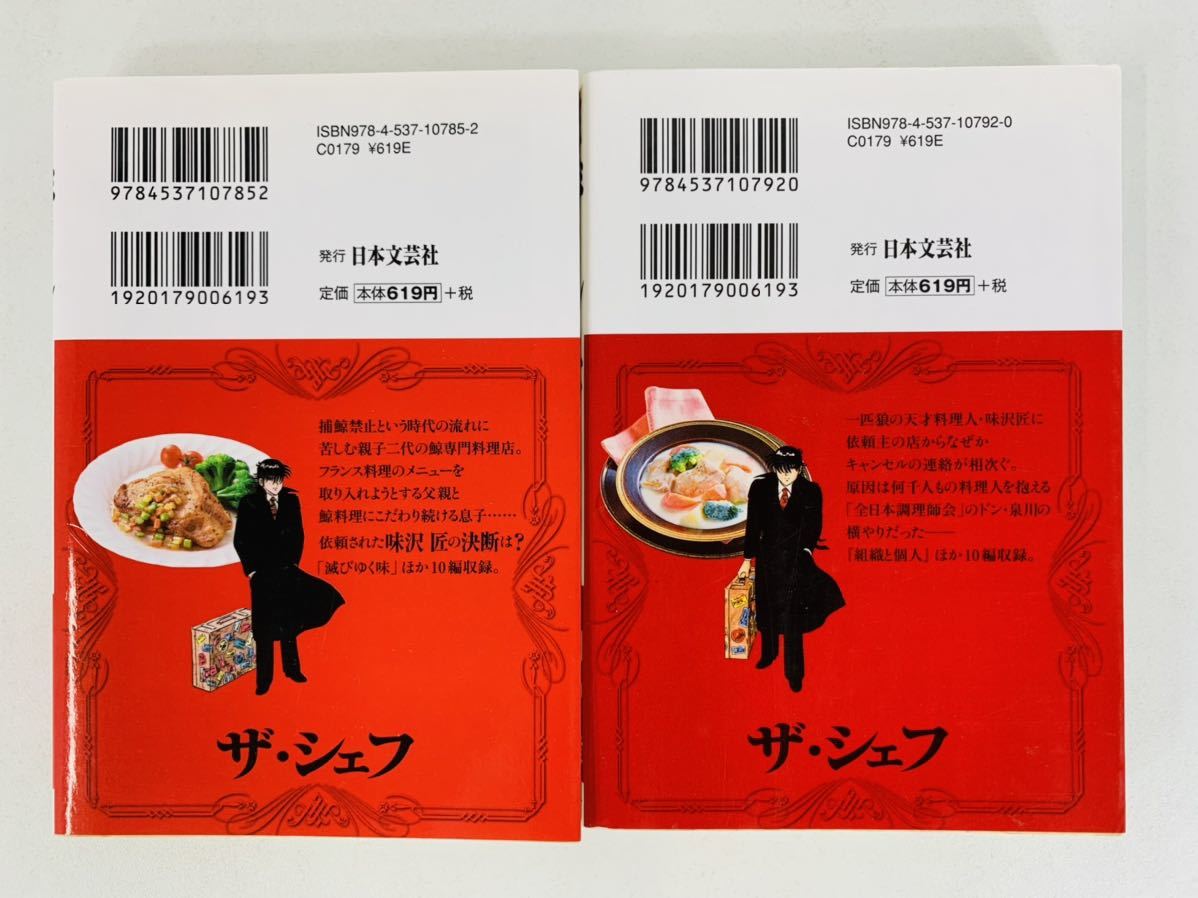 ISBN978-4-537-10785-2
C0179 ¥619E
9784537107852
発行 日本文芸社
1920179006193
定価 本体619円+税
捕鯨禁止という時代の流れに
苦しむ親子二代の鯨専門料理店。
フランス料理のメニューを
取り入れようとする父親と
鯨料理にこだわり続ける息子……
依頼された味沢 匠の決断は?
「滅びゆく味」ほか10編収録。
ザ・シェフ
ISBN978-4-537-10792-0
C0179 ¥619E
9784537107920
発行 日本文芸社
1920179006193
定価 本体619円+税
一匹狼の天才料理人・味沢匠に
依頼主の店からなぜか
キャンセルの連絡が相次ぐ。
原因は何千人もの料理人を抱える
「全日本調理師会」のドン・泉川の
横やりだった——
『組織と個人』ほか10編収録。
ザ・シェフ